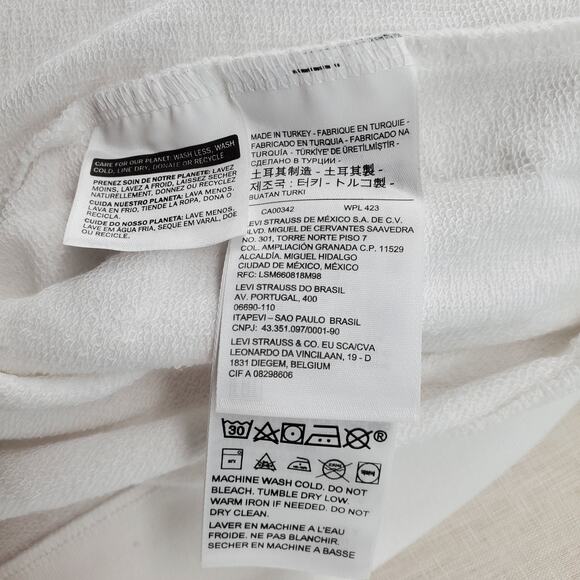 CARE FOR OUR PLANET: WASH LESS, WASH
COLD, LINE DRY, DONATE OR RECYCLE
PRENEZ SOIN DE NOTRE PLANETE: LAVEZ
MOINS, LAVEZ À FROID, LAISSEZ SÉCHER
NATURELLEMENT, DONNEZ OU RECYCLEZ
CUIDA NUESTRO PLANETA: LAVA MENOS,
LAVA EN FRIO, TIENDE LA ROPA, DONA O
RECICLA.
CUIDE DO NOSSO PLANETA: LAVE MENOS,
LAVE EM ÁGUA FRIA, SEQUE EM VARAL, DOE
OU RECICLE.
MADE IN TURKEY - FABRIQUE EN TURQUIE -
FABRICADO EN TURQUIA - FABRICADO NA
TURQUIA - TÜRKİYE' DE ÜRETİLMİŞTİR -
СДЕЛАНО В ТУРЦИИ -
土耳其制造 - 土耳其製 -
제조국 : 터키 - トルコ製 -
BUATAN TURKI
CA00342 WPL 423
LEVI STRAUSS DE MÉXICO S.A. DE C.V.
BLVD. MIGUEL DE CERVANTES SAAVEDRA
NO. 301, TORRE NORTE PISO 7
COL. AMPLIACIÓN GRANADA C.P. 11529
ALCALDÍA. MIGUEL HIDALGO
CIUDAD DE MÉXICO, MÉXICO
RFC: LSM660818M98
LEVI STRAUSS DO BRASIL
AV. PORTUGAL, 400
06690-110
ITAPEVI – SAO PAULO BRASIL
CNPJ: 43.351.097/0001-90
LEVI STRAUSS & CO. EU SCA/CVA
LEONARDO DA VINCILAAN, 19 - D
1831 DIEGEM, BELGIUM
CIF A 08298606
30 ®
MACHINE WASH COLD. DO NOT
BLEACH. TUMBLE DRY LOW.
WARM IRON IF NEEDED. DO NOT
DRY CLEAN.
LAVER EN MACHINE A L'EAU
FROIDE. NE PAS BLANCHIR.
SECHER EN MACHINE A BASSE